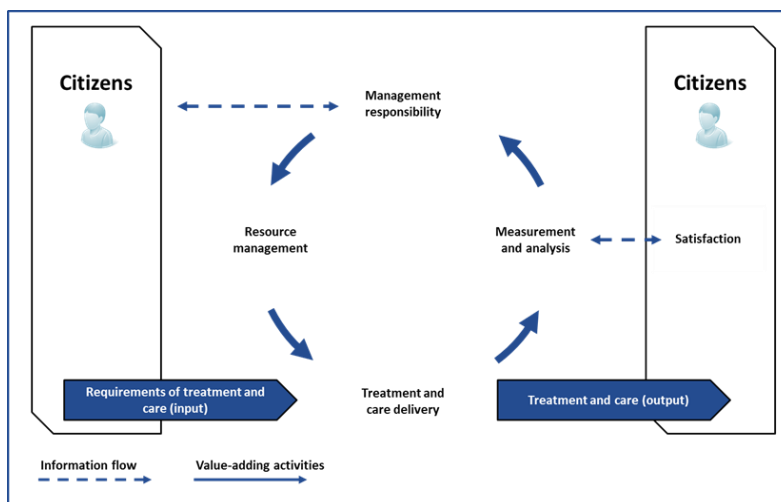 Citizens
Management
responsibility
Citizens
Resource
management
Measurement
and analysis
Satisfaction
Requirements of treatment and
care (input)
Treatment and
care delivery
Treatment and care (output)
Information flow
Value-adding activities